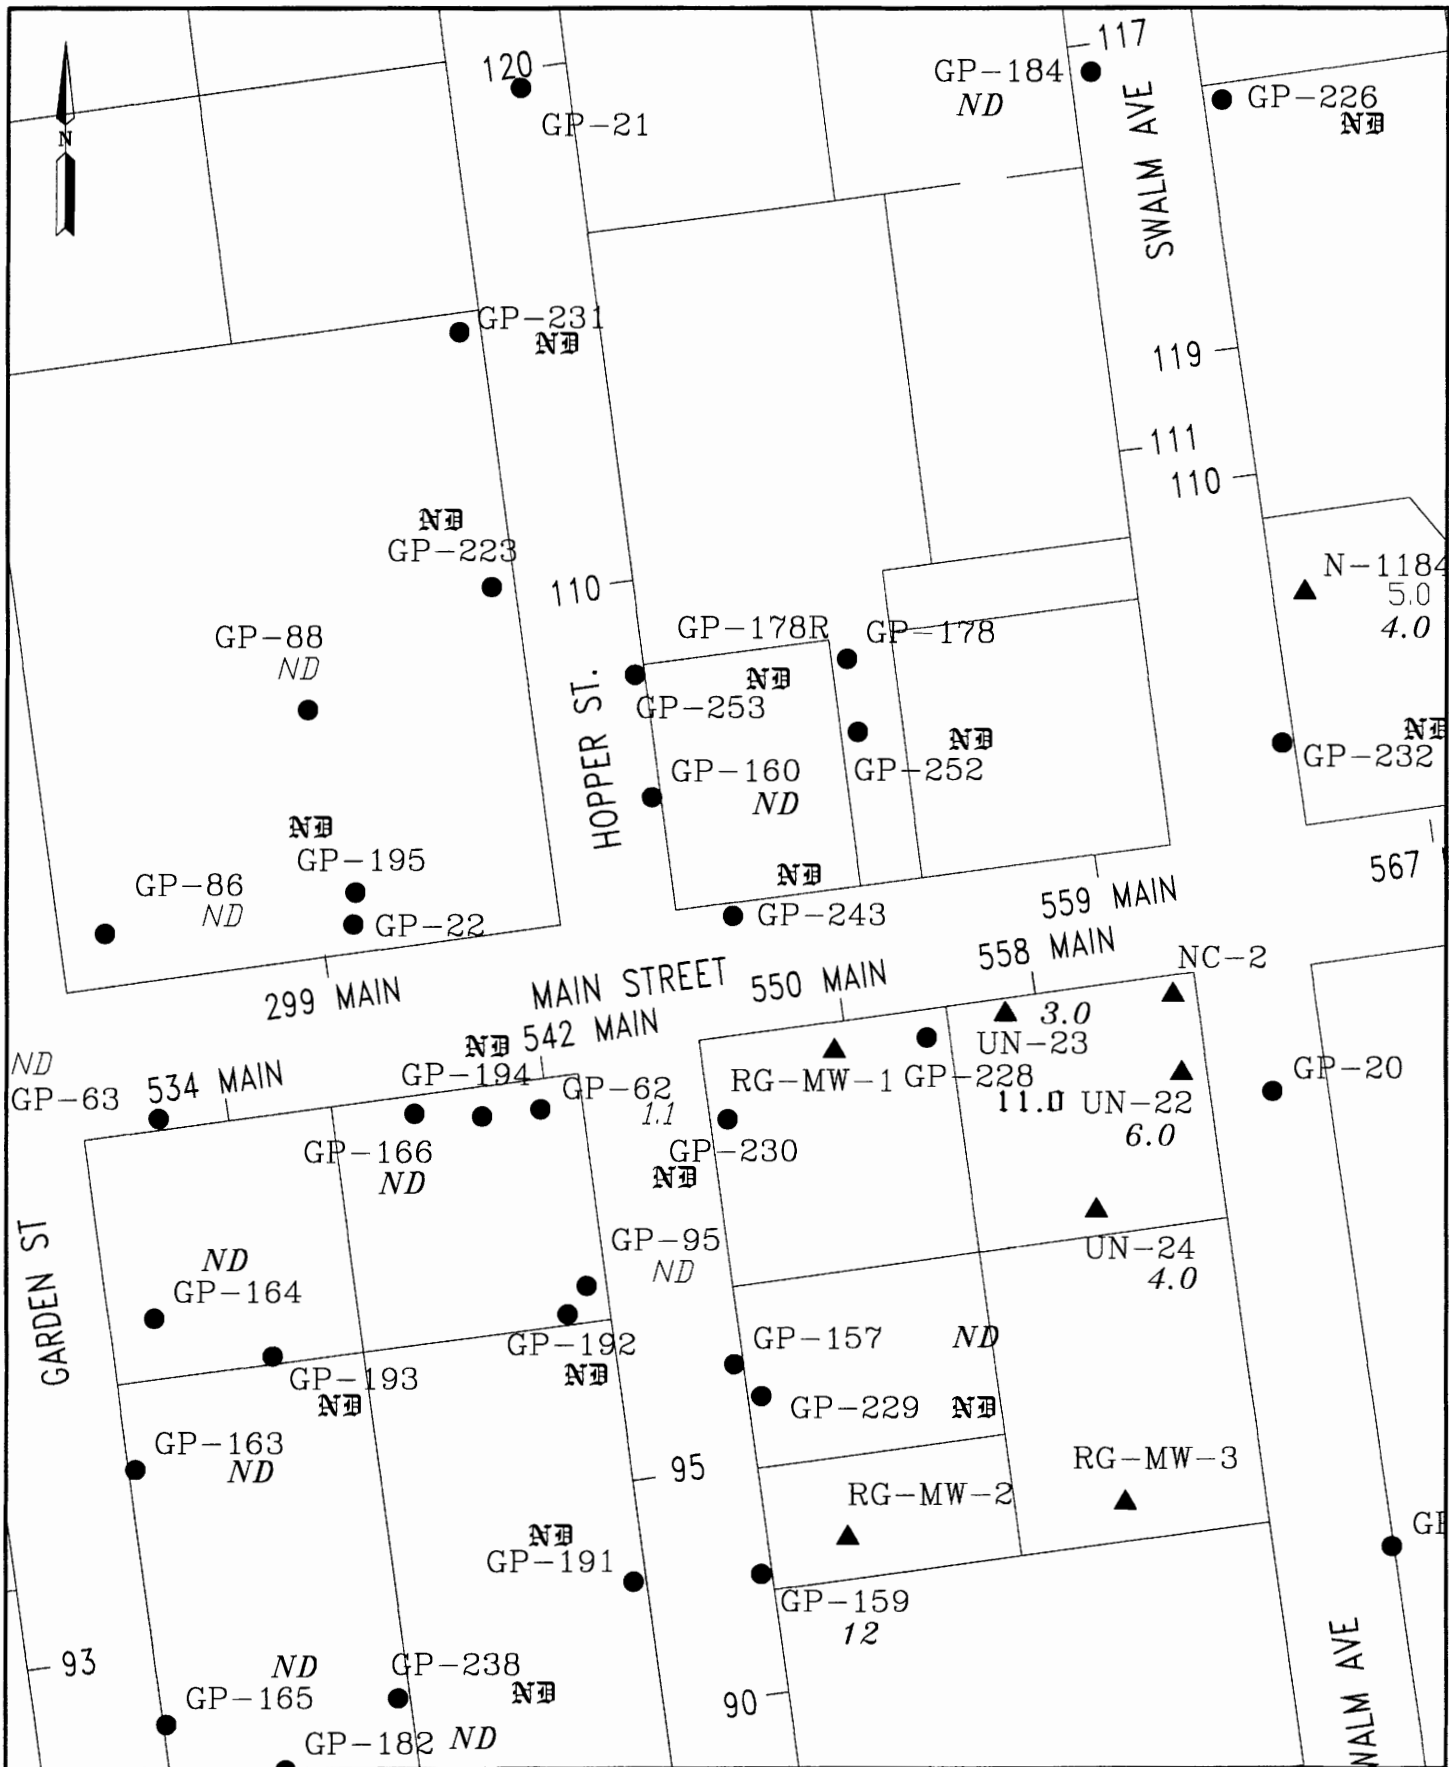 117
120
GP-184
ND
GP-226
ND
N
GP-21
SWALM AVE
GP-231
ND
119
111
110
ND
GP-223
110
N-1184
5.0
4.0
GP-88
ND
GP-178R
GP-178
ND
GP-253
HOPPER ST.
ND
GP-252
ND
GP-232
GP-160
ND
ND
GP-195
GP-86
ND
GP-22
ND
GP-243
567
559 MAIN
558 MAIN
NC-2
299 MAIN
MAIN STREET
550 MAIN
3.0
UN-23
ND
542 MAIN
ND
GP-63
534 MAIN
GP-194
GP-62
1.1
RG-MW-1
GP-228
11.0
UN-22
6.0
GP-20
GP-166
ND
GP-230
ND
GARDEN ST
ND
GP-164
GP-95
ND
UN-24
4.0
GP-192
ND
GP-157
ND
GP-193
ND
GP-229
ND
GP-163
ND
95
RG-MW-3
RG-MW-2
ND
GP-191
GP-159
12
93
ND
GP-165
GP-238
ND
90
GP-182
ND
WALM AVE